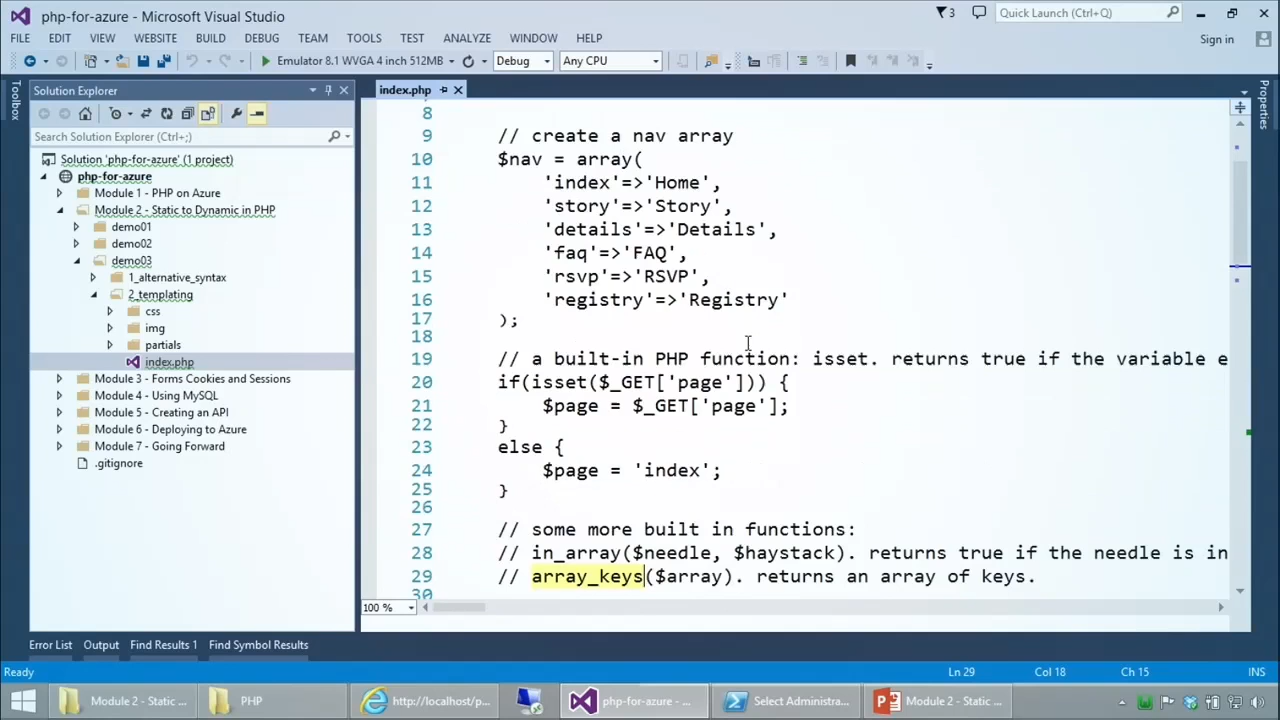 php-for-azure - Microsoft Visual Studio
3
Quick Launch (Ctrl+Q)
FILE EDIT VIEW WEBSITE BUILD DEBUG TEAM TOOLS TEST ANALYZE WINDOW HELP
Sign in
Emulator 8.1 WVGA 4 inch 512MB
Debug
Any CPU
Toolbox
Solution Explorer
Search Solution Explorer (Ctrl+;)
Solution 'php-for-azure' (1 project)
php-for-azure
Module 1 - PHP on Azure
Module 2 - Static to Dynamic in PHP
demo01
demo02
demo03
1_alternative_syntax
2_templating
css
img
partials
index.php
Module 3 - Forms Cookies and Sessions
Module 4 - Using MySQL
Module 5 - Creating an API
Module 6 - Deploying to Azure
Module 7 - Going Forward
.gitignore
index.php
8
9 // create a nav array
10 $nav = array(
11 'index'=>'Home',
12 'story'=>'Story',
13 'details'=>'Details',
14 'faq'=>'FAQ',
15 'rsvp'=>'RSVP',
16 'registry'=>'Registry'
17 );
18
19 // a built-in PHP function: isset. returns true if the variable e
20 if(isset($_GET['page'])) {
21 $page = $_GET['page'];
22 }
23 else {
24 $page = 'index';
25 }
26
27 // some more built in functions:
28 // in_array($needle, $haystack). returns true if the needle is in
29 // array_keys($array). returns an array of keys.
30
100 %
Properties
Error List Output Find Results 1 Find Symbol Results
Ready Ln 29 Col 18 Ch 15 INS
Module 2 - Static ... PHP http://localhost/p... php-for-azure - ... Select Administra... Module 2 - Static ...